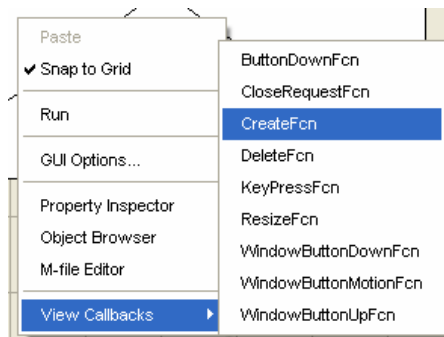 Paste
Snap to Grid
Run
GUI Options...
Property Inspector
Object Browser
M-file Editor
View Callbacks
ButtonDownFcn
CloseRequestFcn
CreateFcn
DeleteFcn
KeyPressFcn
ResizeFcn
WindowButtonDownFcn
WindowButtonMotionFcn
WindowButtonUpFcn